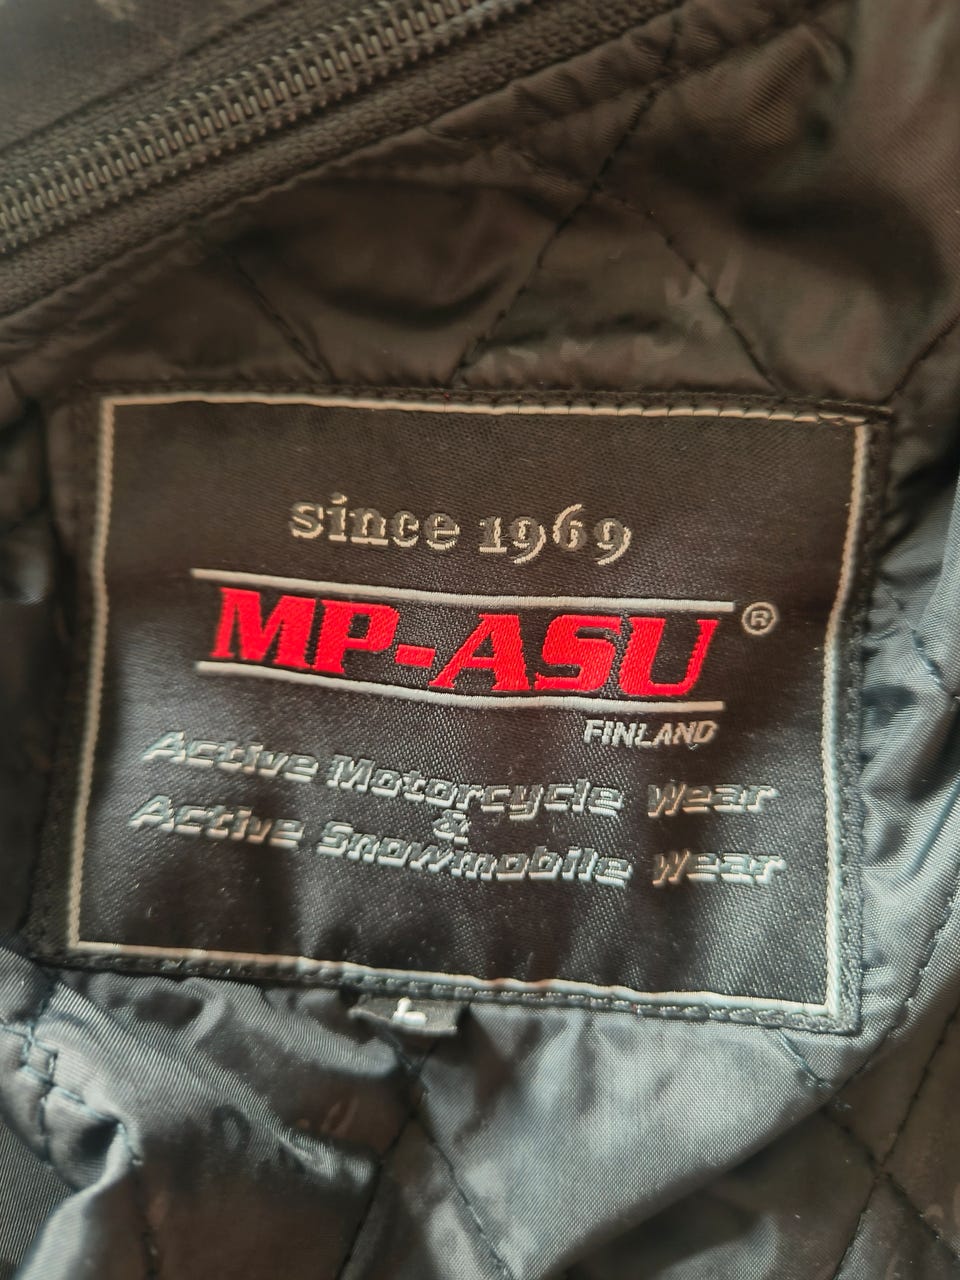 since 1969
MP-ASU®
FINLAND
Active Motorcycle Wear
&
Active Snowmobile Wear
L